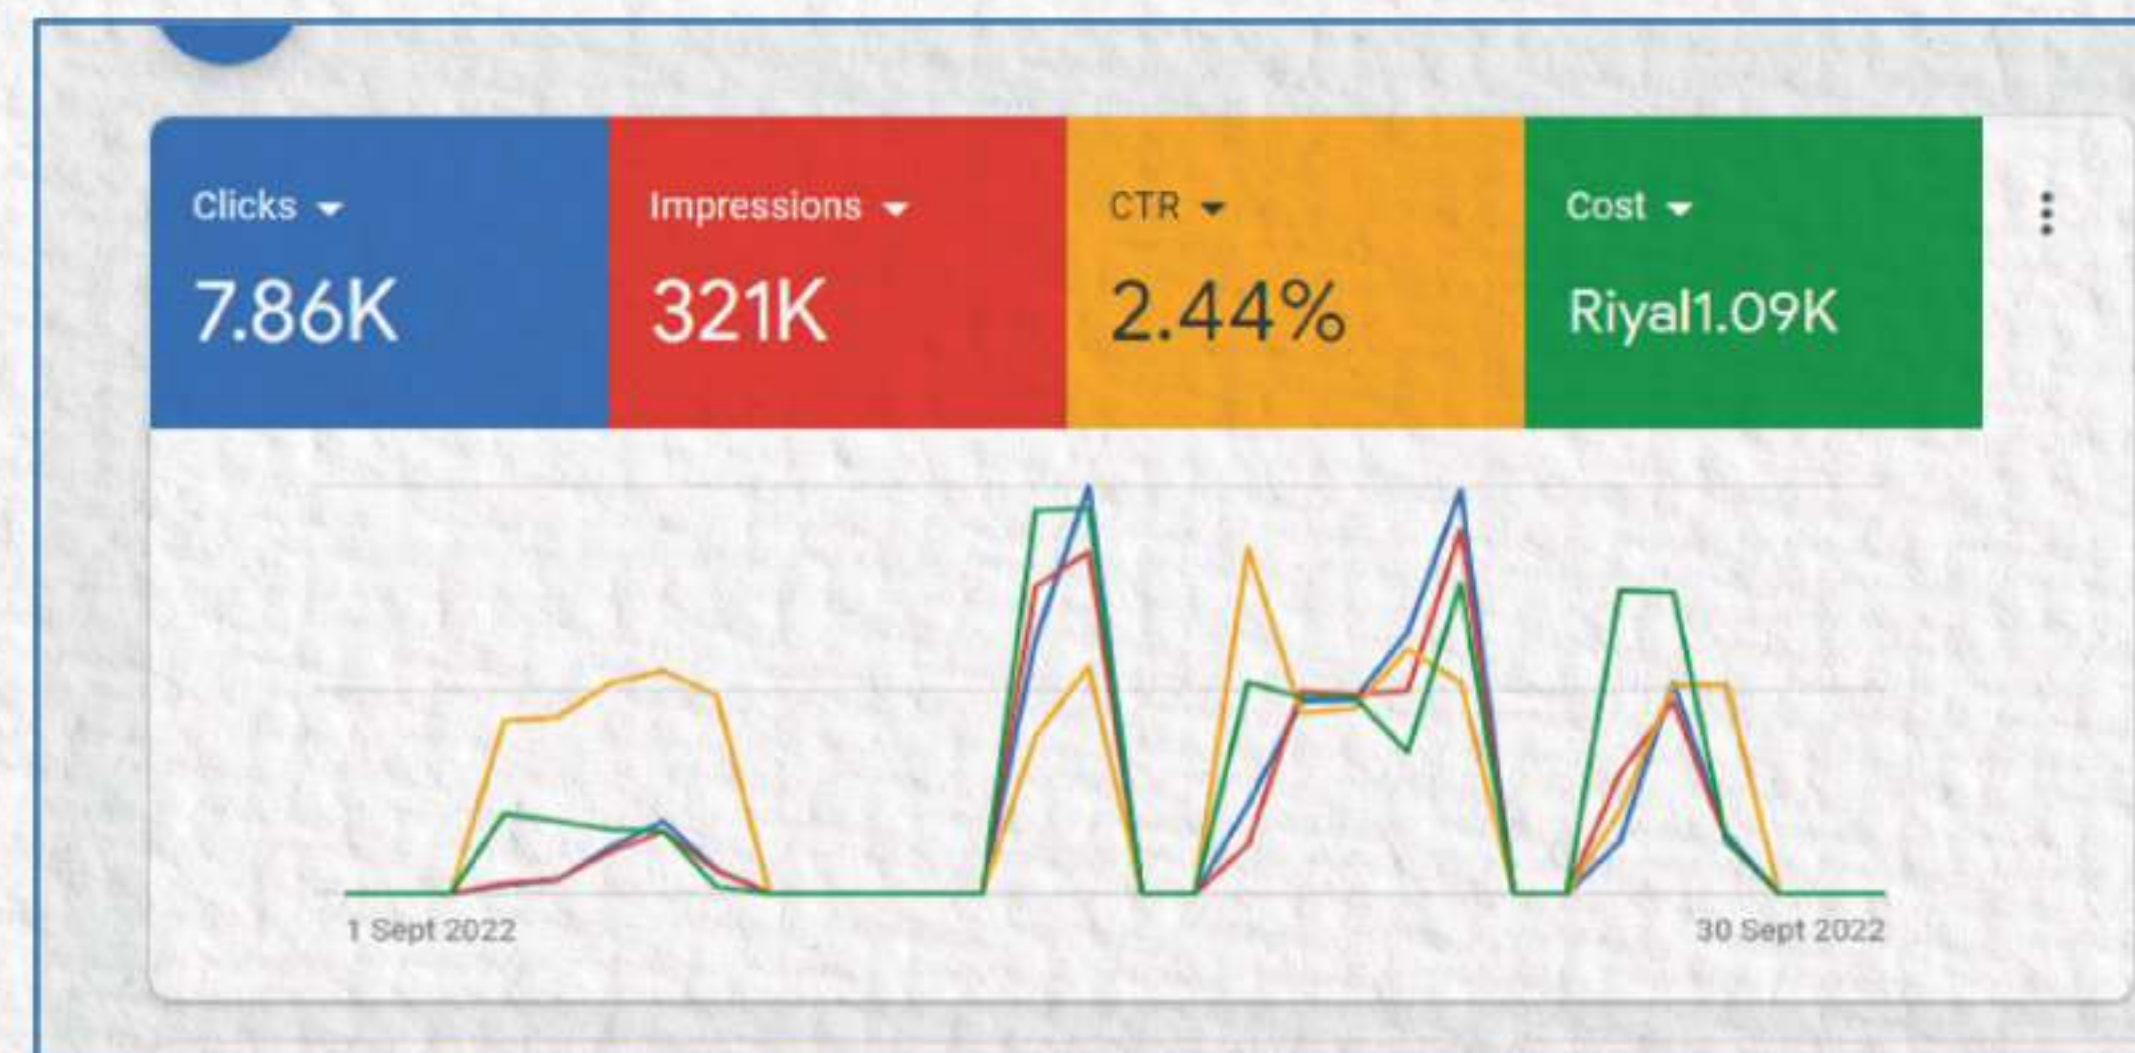 Clicks
Impressions
CTR
Cost
7.86K
321K
2.44%
Riyal1.09K
1 Sept 2022
30 Sept 2022